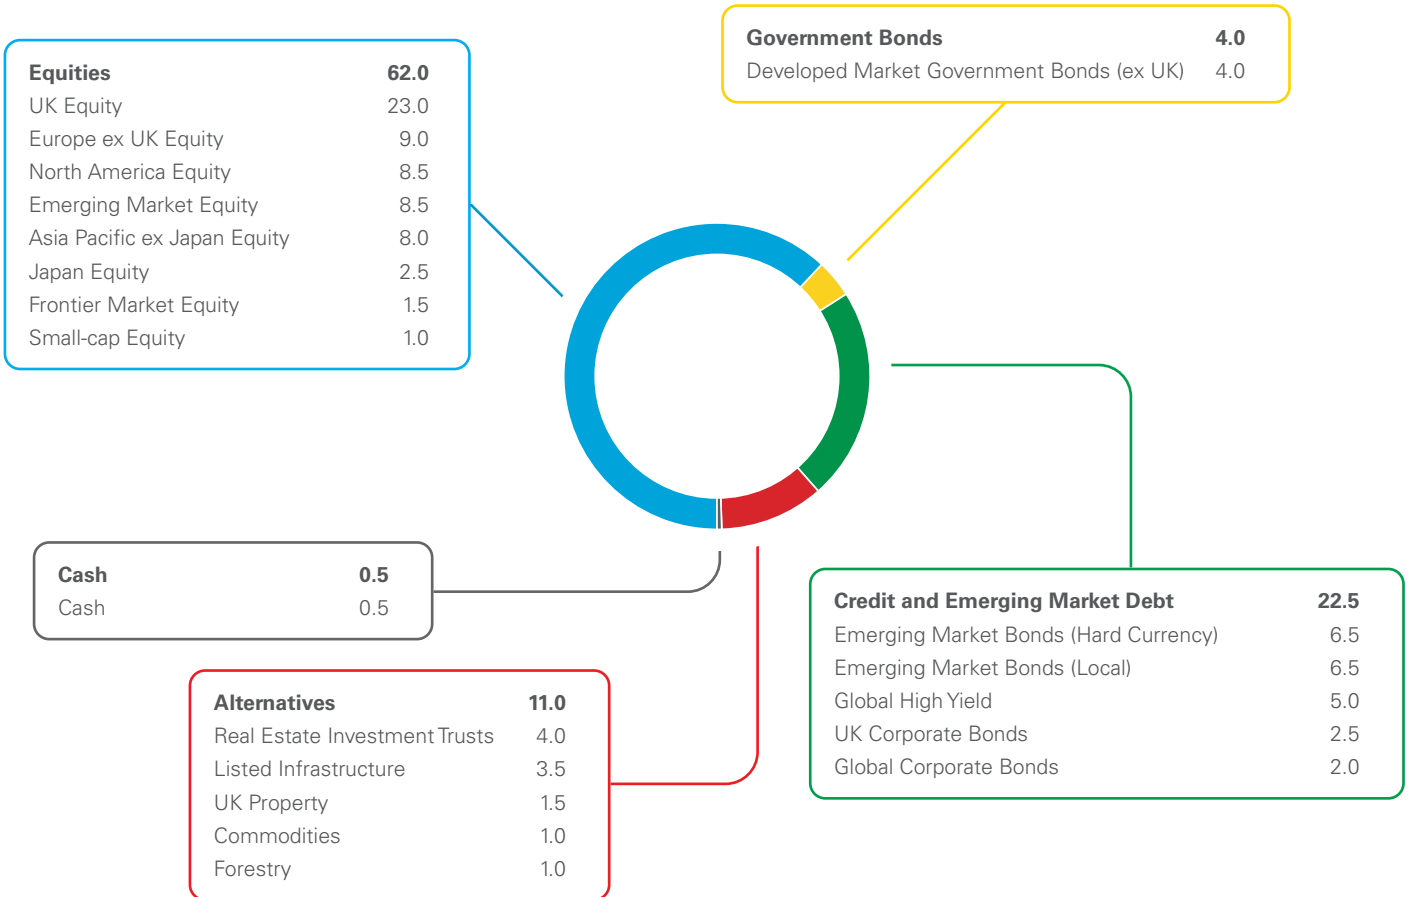 Equities 62.0
UK Equity 23.0
Europe ex UK Equity 9.0
North America Equity 8.5
Emerging Market Equity 8.5
Asia Pacific ex Japan Equity 8.0
Japan Equity 2.5
Frontier Market Equity 1.5
Small-cap Equity 1.0
Government Bonds 4.0
Developed Market Government Bonds (ex UK) 4.0
Cash 0.5
Cash 0.5
Alternatives 11.0
Real Estate Investment Trusts 4.0
Listed Infrastructure 3.5
UK Property 1.5
Commodities 1.0
Forestry 1.0
Credit and Emerging Market Debt 22.5
Emerging Market Bonds (Hard Currency) 6.5
Emerging Market Bonds (Local) 6.5
Global High Yield 5.0
UK Corporate Bonds 2.5
Global Corporate Bonds 2.0